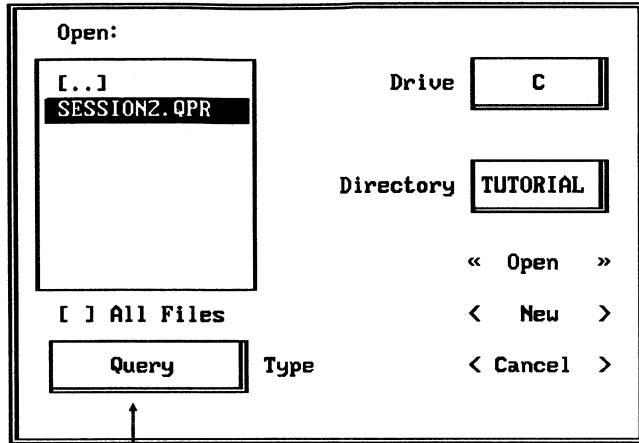 Open:
[..]
SESSION2.QPR
Drive C
Directory TUTORIAL
« Open »
[ ] All Files
< New >
Query Type
< Cancel >